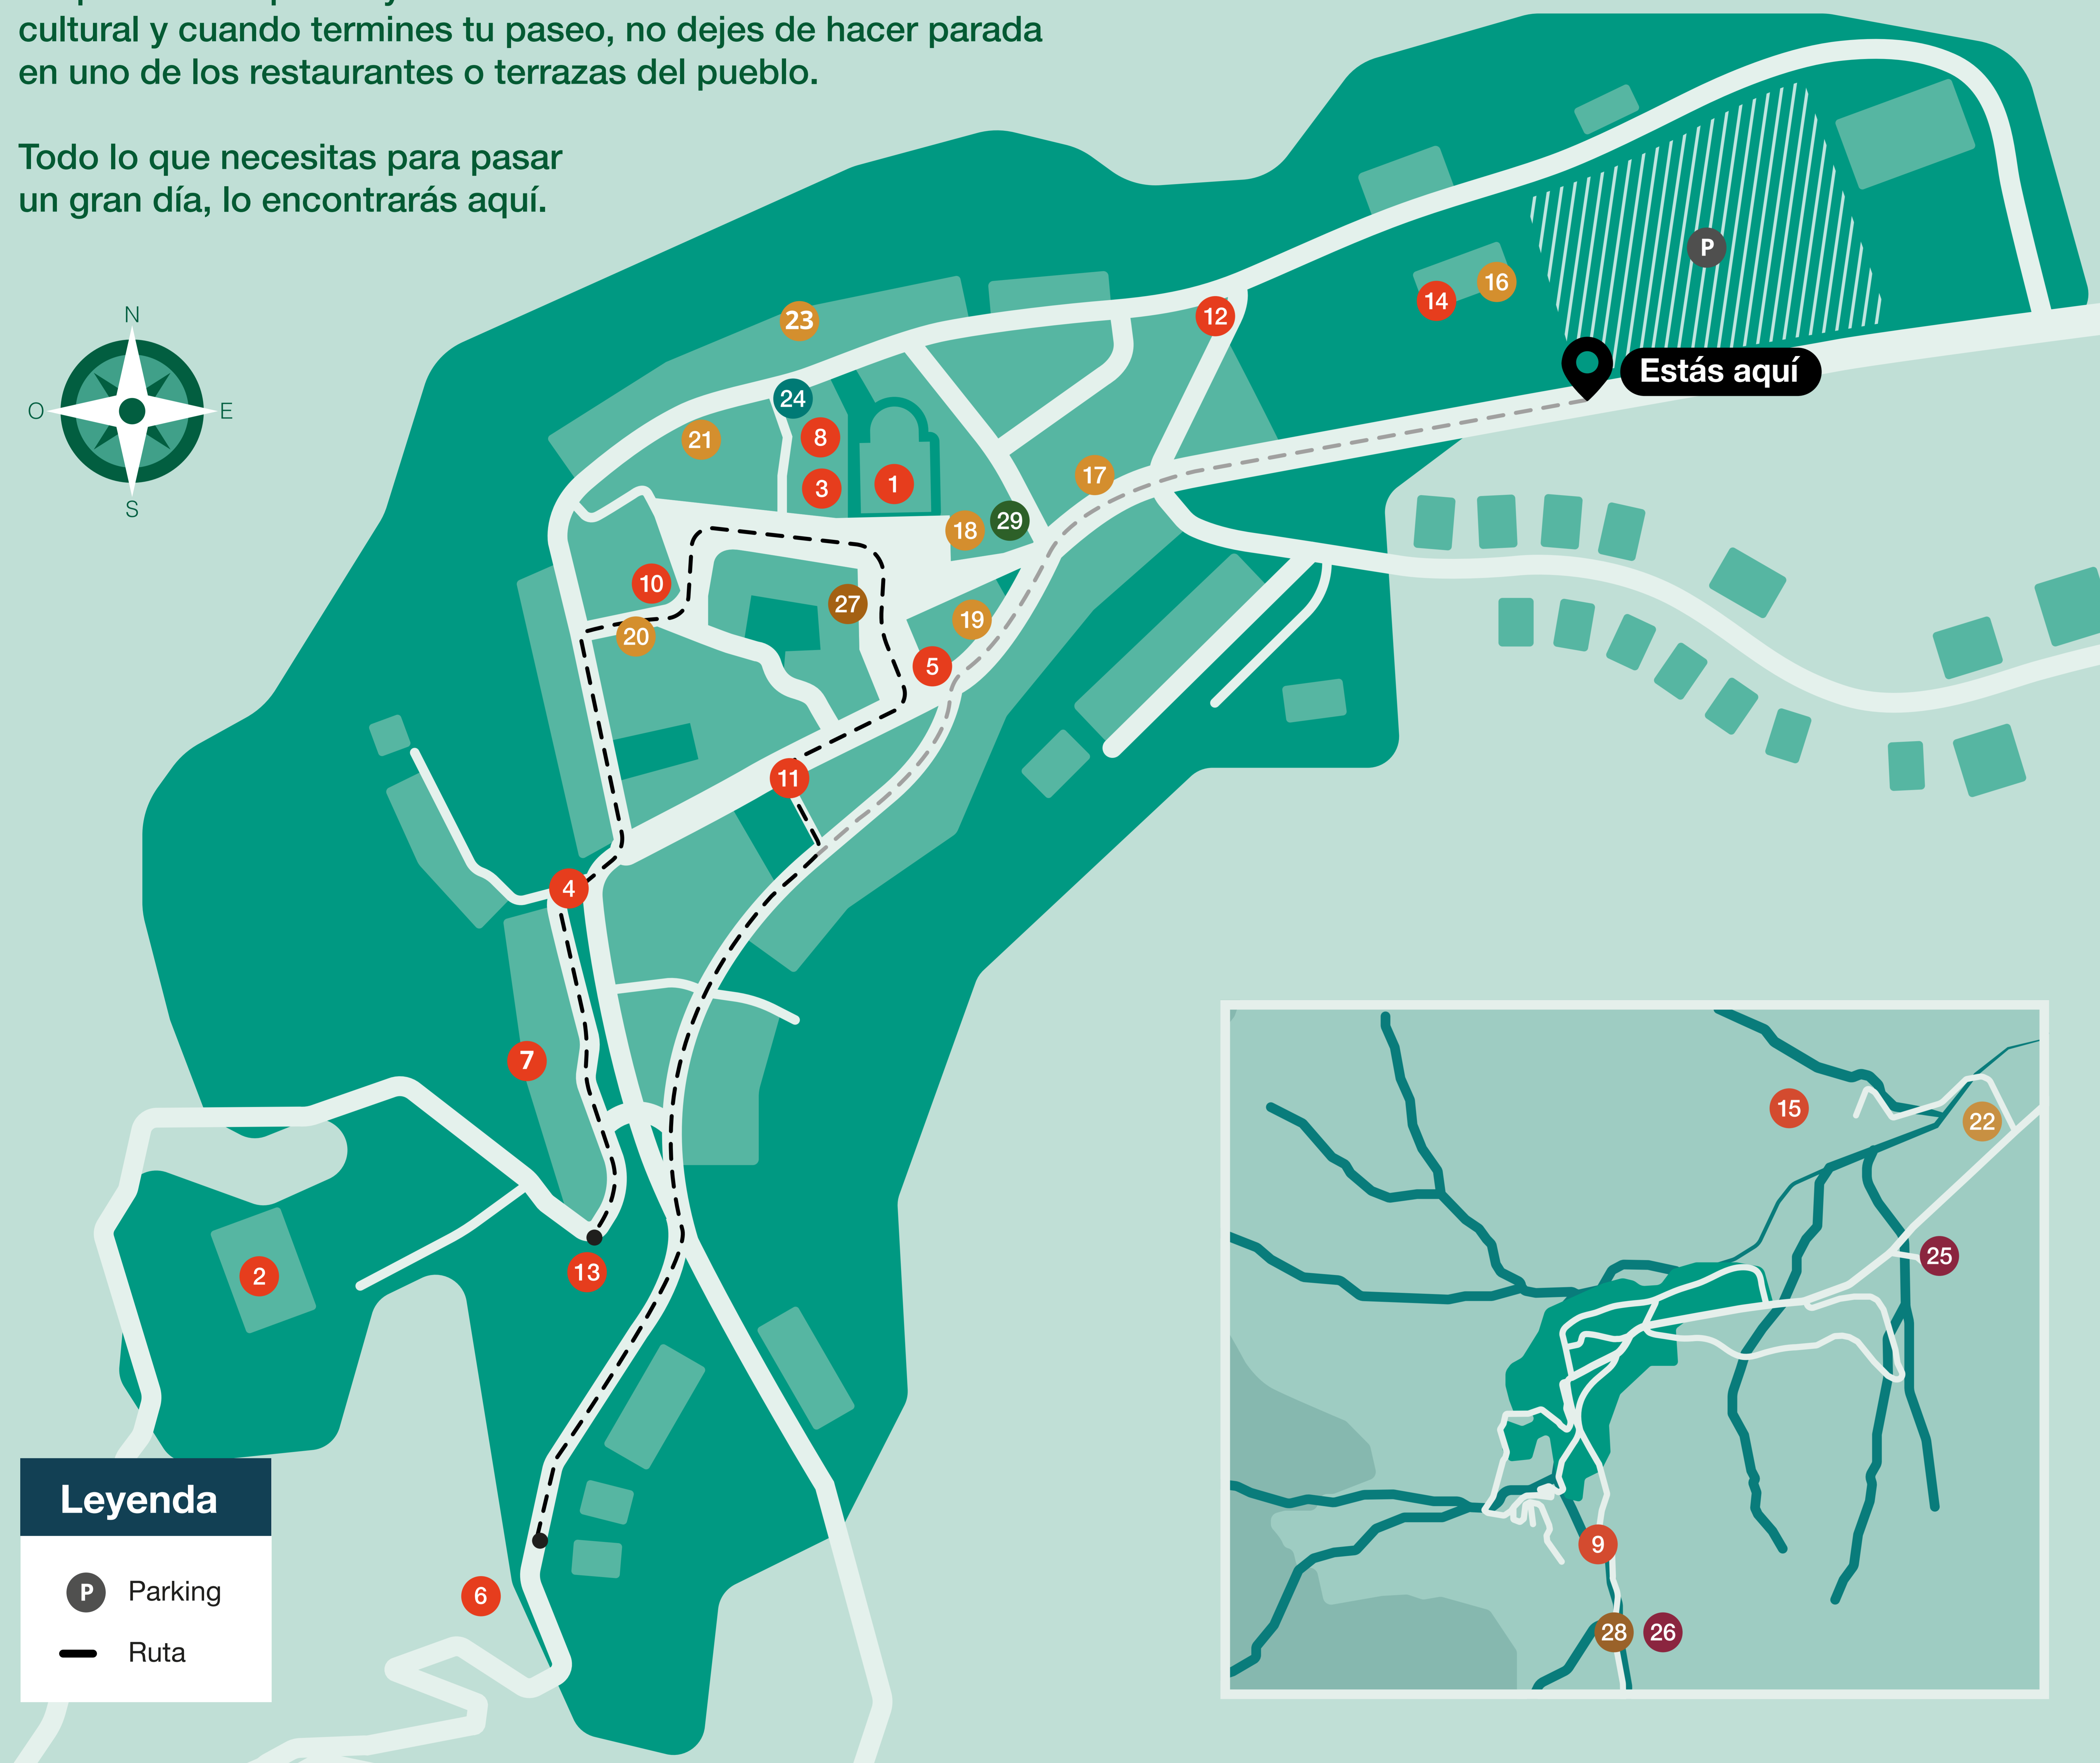 cultural y cuando termines tu paseo, no dejes de hacer parada
en uno de los restaurantes o terrazas del pueblo.
Todo lo que necesitas para pasar
un gran día, lo encontrarás aquí.
N
O
E
S
P
Estás aquí
16
14
12
23
24
21
8
3
1
17
18
29
10
27
20
19
5
11
4
7
13
2
6
15
22
25
9
28
26
Leyenda
P Parking
Ruta